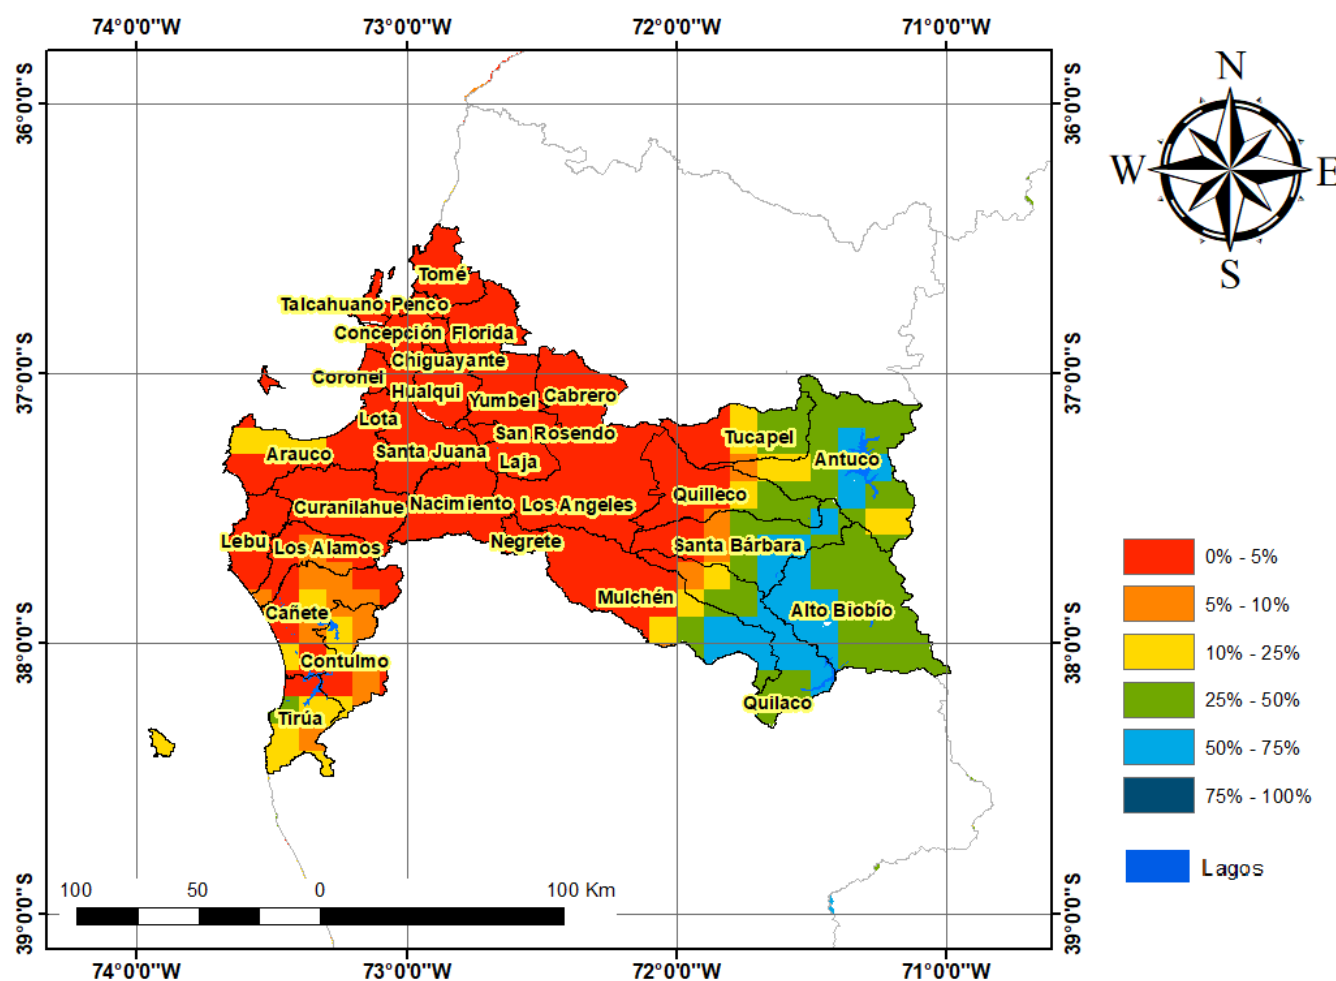 74°0'0"W 73°0'0"W 72°0'0"W 71°0'0"W
36°0'0"S
37°0'0"S
38°0'0"S
39°0'0"S
36°0'0"S
37°0'0"S
38°0'0"S
39°0'0"S
N
W E
S
Tomé
Talcahuano Penco
Concepción Florida
Chiguayante
Coronel
Hualqui
Yumbel Cabrero
Lota
San Rosendo
Tucapel
Arauco
Santa Juana
Laja
Antuco
Curanilahue Nacimiento Los Angeles
Quilleco
Lebu Los Alamos
Negrete
Santa Bárbara
Mulchén
Cañete
Alto Biobío
Contulmo
Tirúa
Quilaco
0% - 5%
5% - 10%
10% - 25%
25% - 50%
50% - 75%
75% - 100%
Lagos
100 50 0 100 Km
74°0'0"W 73°0'0"W 72°0'0"W 71°0'0"W